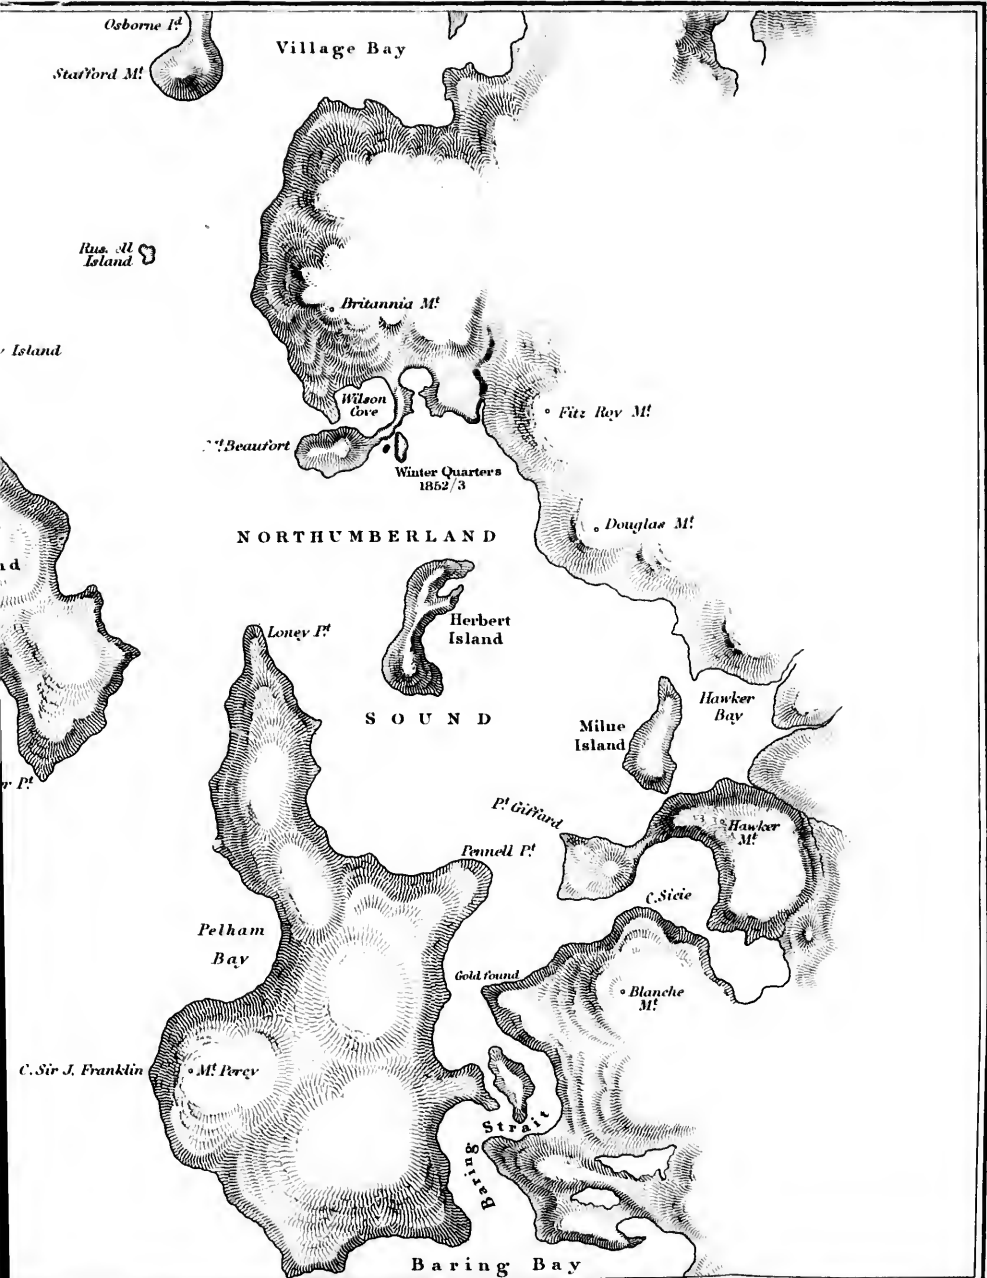 Osborne Pd
Village Bay
Stafford Mt
Island
Britannia Mt
Island
Wilson
Cove
Fitz Roy Mt
Mt Beaufort
Winter Quarters
1852/3
Douglas Mt
NORTHUMBERLAND
Herbert
Island
Loney Pt
SOUND
Hawker
Bay
Milne
Island
Pt Giffard
Hawker
Mt
Pennell Pt
C. Sicie
Pelham
Bay
Gold found
Blanche
Mt
C. Sir J. Franklin
Mt Percy
Baring Strait
Baring Bay